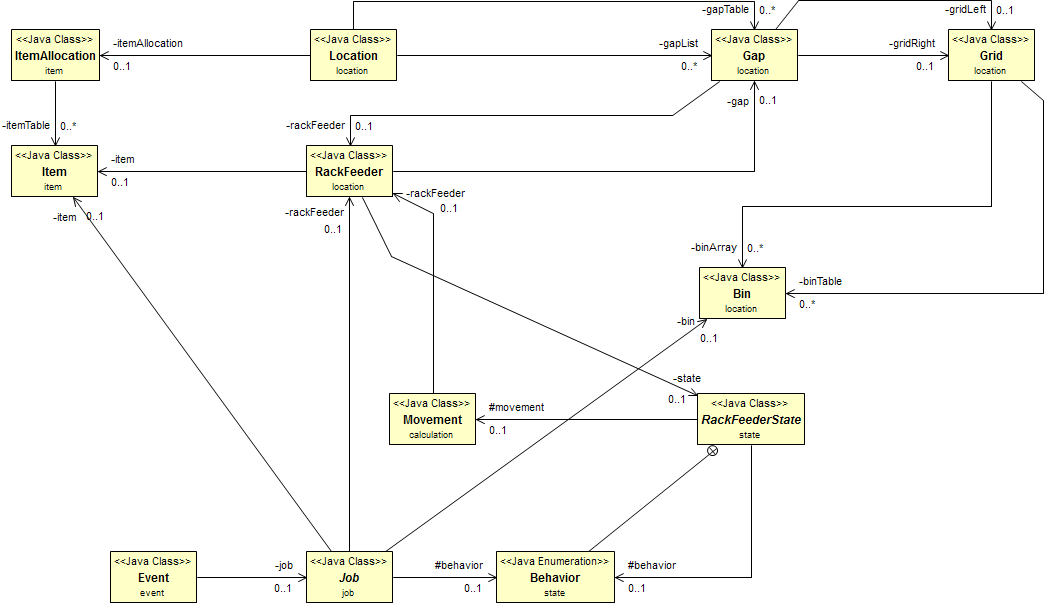 -gapTable 0..*
-gridLeft 0..1
<<Java Class>>
ItemAllocation
item
-itemAllocation
0..1
<<Java Class>>
Location
location
-gapList
0..*
<<Java Class>>
Gap
location
-gridRight
0..1
<<Java Class>>
Grid
location
-gap 0..1
-itemTable 0..*
-rackFeeder 0..1
<<Java Class>>
Item
item
-item
0..1
<<Java Class>>
RackFeeder
location
-rackFeeder
0..1
-item 0..1
-rackFeeder
0..1
-binArray 0..*
<<Java Class>>
Bin
location
-binTable
0..*
-bin
0..1
-state
0..1
<<Java Class>>
Movement
calculation
#movement
0..1
<<Java Class>>
RackFeederState
state
<<Java Class>>
Event
event
-job
0..1
<<Java Class>>
Job
job
#behavior
0..1
<<Java Enumeration>>
Behavior
state
#behavior
0..1